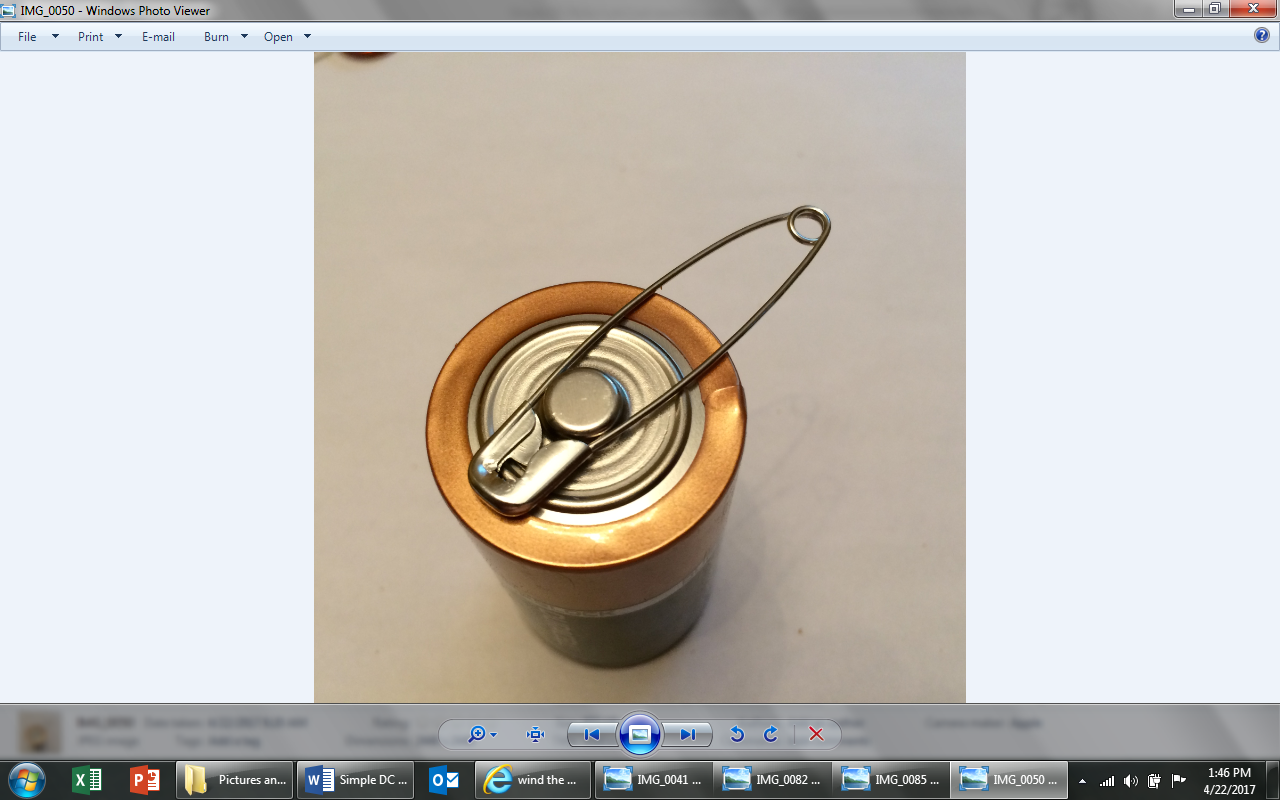 IMG_0050 - Windows Photo Viewer
File Print E-mail Burn Open
Pictures an... Simple DC ... wind the ... IMG_0041 ... IMG_0082 ... IMG_0085 ... IMG_0050 ...
1:46 PM
4/22/2017